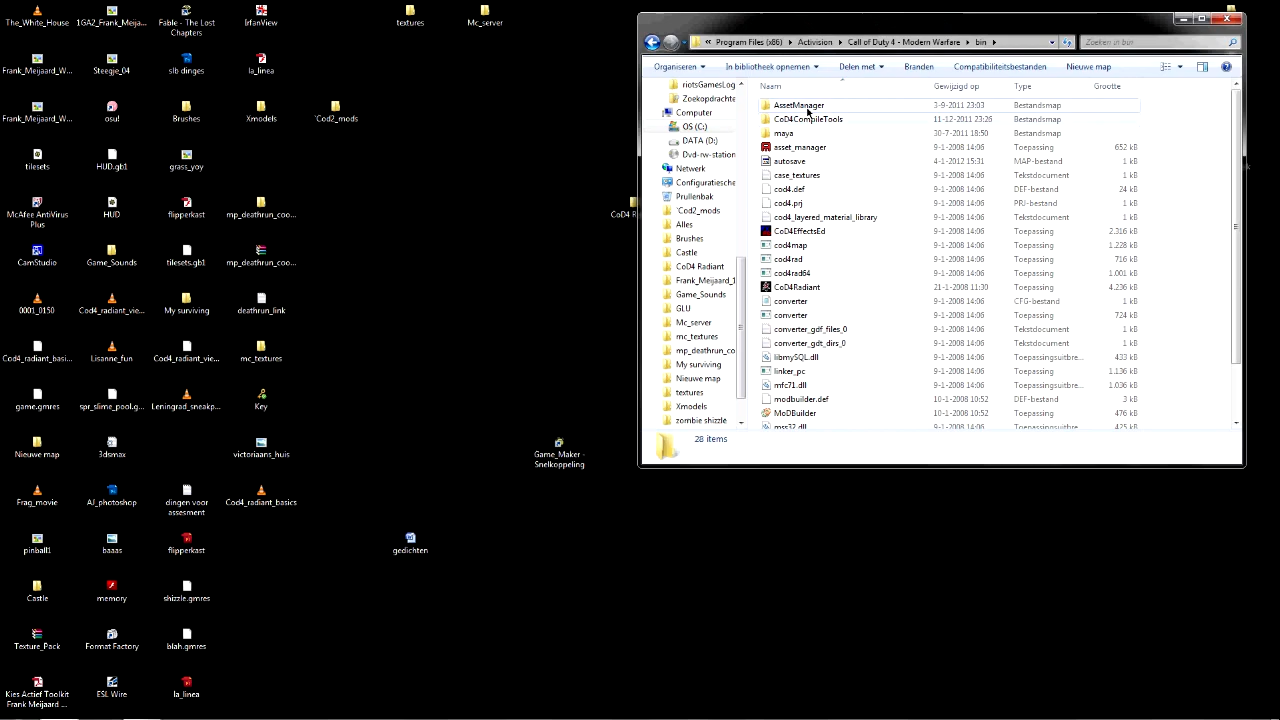 The_White_House
1GA2_Frank_Meijaa...
Fable - The Lost
Chapters
IrfanView
textures
Mc_server
Frank_Meijaard_W...
Steegje_04
slb dinges
la_linea
Frank_Meijaard_W...
osu!
Brushes
Xmodels
'Cod2_mods
tilesets
HUD.gb1
grass_yoy
McAfee AntiVirus
Plus
HUD
flipperkast
mp_deathrun_coo...
CamStudio
Game_Sounds
tilesets.gb1
mp_deathrun_coo...
0001_0150
Cod4_radiant_vie...
My surviving
deathrun_link
Cod4_radiant_basi...
Lisanne_fun
Cod4_radiant_vie...
mc_textures
game.gmres
spr_slime_pool.g...
Leningrad_sneakp...
Key
Nieuwe map
3dsmax
victoriaans_huis
Game_Maker -
Snelkoppeling
Frag_movie
AJ_photoshop
dingen voor
assesment
Cod4_radiant_basics
pinball1
baaas
flipperkast
gedichten
Castle
memory
shizzle.gmres
Texture_Pack
Format Factory
blah.gmres
Kies Actief Toolkit
Frank Meijaard ...
ESL Wire
la_linea
CoD4 R
« Program Files (x86) Activision Call of Duty 4 - Modern Warfare bin
Zoeken in bin
Organiseren In bibliotheek opnemen Delen met Branden Compatibiliteitsbestanden Nieuwe map
riotsGamesLog
Zoekopdrachte
Computer
OS (C:)
DATA (D:)
Dvd-rw-station
Netwerk
Configuratiesche
Prullenbak
'Cod2_mods
Alles
Brushes
Castle
CoD4 Radiant
Frank_Meijaard_1
Game_Sounds
GLU
Mc_server
mc_textures
mp_deathrun_co
My surviving
Nieuwe map
textures
Xmodels
zombie shizzle
Naam Gewijzigd op Type Grootte
AssetManager 3-9-2011 23:03 Bestandsmap
CoD4CompileTools 11-12-2011 23:26 Bestandsmap
maya 30-7-2011 18:50 Bestandsmap
asset_manager 9-1-2008 14:06 Toepassing 652 kB
autosave 4-1-2012 15:31 MAP-bestand 1 kB
case_textures 9-1-2008 14:06 Tekstdocument 1 kB
cod4.def 9-1-2008 14:06 DEF-bestand 24 kB
cod4.prj 9-1-2008 14:06 PRJ-bestand 1 kB
cod4_layered_material_library 9-1-2008 14:06 Tekstdocument 1 kB
CoD4EffectsEd 9-1-2008 14:06 Toepassing 2.316 kB
cod4map 9-1-2008 14:06 Toepassing 1.228 kB
cod4rad 9-1-2008 14:06 Toepassing 716 kB
cod4rad64 9-1-2008 14:06 Toepassing 1.001 kB
CoD4Radiant 21-1-2008 11:30 Toepassing 4.236 kB
converter 9-1-2008 14:06 CFG-bestand 1 kB
converter 9-1-2008 14:06 Toepassing 724 kB
converter_gdf_files_0 9-1-2008 14:06 Tekstdocument 1 kB
converter_gdt_dirs_0 9-1-2008 14:06 Tekstdocument 1 kB
libmySQL.dll 9-1-2008 14:06 Toepassingsuitbre... 433 kB
linker_pc 9-1-2008 14:06 Toepassing 1.136 kB
mfc71.dll 9-1-2008 14:06 Toepassingsuitbre... 1.036 kB
modbuilder.def 10-1-2008 10:52 DEF-bestand 3 kB
MoDBuilder 10-1-2008 10:52 Toepassing 476 kB
mss32.dll 9-1-2008 14:06 Toepassingsuitbre... 425 kB
28 items